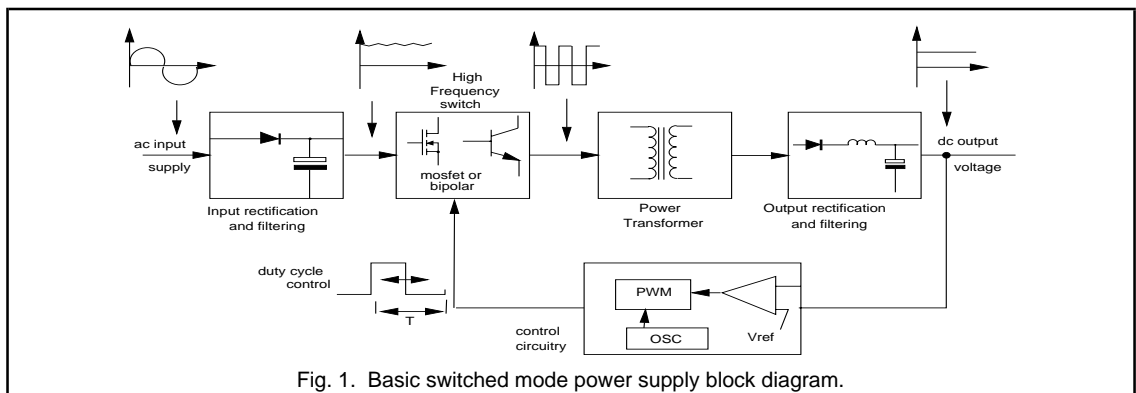 High
Frequency
switch
ac input
supply
mosfet or
bipolar
dc output
voltage
Input rectification
and filtering
Power
Transformer
Output rectification
and filtering
duty cycle
control
T
PWM
OSC
Vref
control
circuitry
Fig. 1. Basic switched mode power supply block diagram.